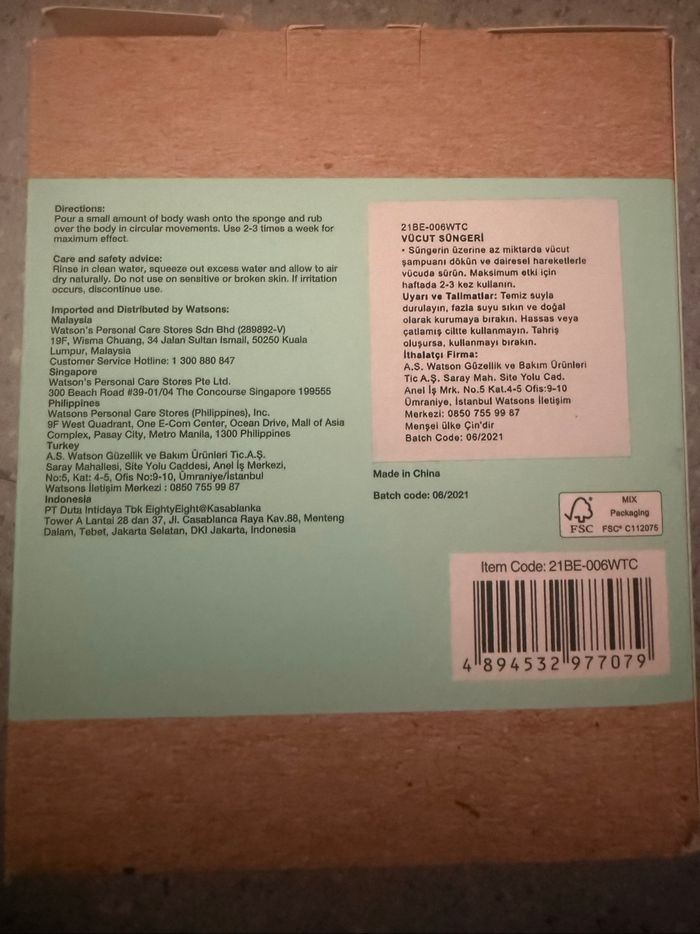 Directions:
Pour a small amount of body wash onto the sponge and rub
over the body in circular movements. Use 2-3 times a week for
maximum effect.
Care and safety advice:
Rinse in clean water, squeeze out excess water and allow to air
dry naturally. Do not use on sensitive or broken skin. If irritation
occurs, discontinue use.
Imported and Distributed by Watsons:
Malaysia
Watson's Personal Care Stores Sdn Bhd (289892-V)
19F, Wisma Chuang, 34 Jalan Sultan Ismail, 50250 Kuala
Lumpur, Malaysia
Customer Service Hotline: 1 300 880 847
Singapore
Watson's Personal Care Stores Pte Ltd.
300 Beach Road #39-01/04 The Concourse Singapore 199555
Philippines
Watsons Personal Care Stores (Philippines), Inc.
9F West Quadrant, One E-Com Center, Ocean Drive, Mall of Asia
Complex, Pasay City, Metro Manila, 1300 Philippines
Turkey
A.S. Watson Güzellik ve Bakım Ürünleri Tic.A.Ş.
Saray Mahallesi, Site Yolu Caddesi, Anel İş Merkezi,
No:5, Kat: 4-5, Ofis No:9-10, Ümraniye/İstanbul
Watsons İletişim Merkezi : 0850 755 99 87
Indonesia
PT Duta Intidaya Tbk EightyEight@Kasablanka
Tower A Lantai 28 dan 37, Jl. Casablanca Raya Kav.88, Menteng
Dalam, Tebet, Jakarta Selatan, DKI Jakarta, Indonesia
21BE-006WTC
VÜCUT SÜNGERİ
• Süngerin üzerine az miktarda vücut
şampuanı dökün ve dairesel hareketlerle
vücuda sürün. Maksimum etki için
haftada 2-3 kez kullanın.
Uyarı ve Talimatlar: Temiz suyla
durulayın, fazla suyu sıkın ve doğal
olarak kurumaya bırakın. Hassas veya
çatlamış ciltte kullanmayın. Tahriş
oluşursa, kullanmayı bırakın.
İthalatçı Firma:
A.S. Watson Güzellik ve Bakım Ürünleri
Tic A.Ş. Saray Mah. Site Yolu Cad.
Anel İş Mrk. No.5 Kat.4-5 Ofis:9-10
Ümraniye, İstanbul Watsons İletişim
Merkezi: 0850 755 99 87
Menşei ülke Çin'dir
Batch Code: 06/2021
Made in China
Batch code: 06/2021
MIX
Packaging
FSC FSC® C112075
Item Code: 21BE-006WTC
4 894532 977079